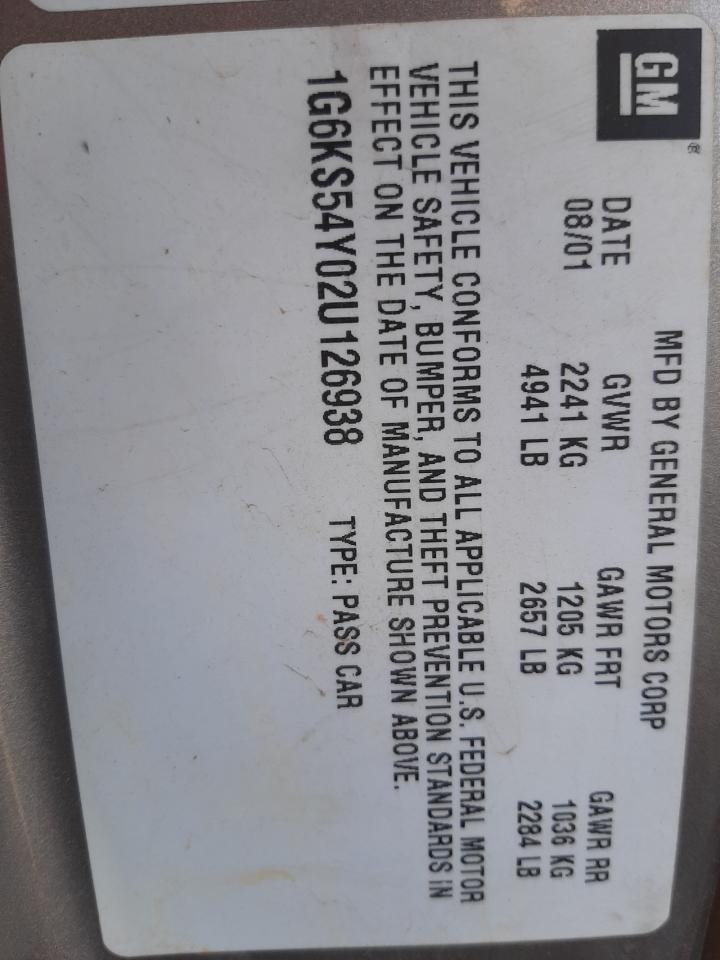 GM ®
MFD BY GENERAL MOTORS CORP
DATE GVWR GAWR FRT GAWR RR
08/01 2241 KG 1205 KG 1036 KG
4941 LB 2657 LB 2284 LB
THIS VEHICLE CONFORMS TO ALL APPLICABLE U.S. FEDERAL MOTOR
VEHICLE SAFETY, BUMPER, AND THEFT PREVENTION STANDARDS IN
EFFECT ON THE DATE OF MANUFACTURE SHOWN ABOVE.
1G6KS54Y02U126938 TYPE: PASS CAR